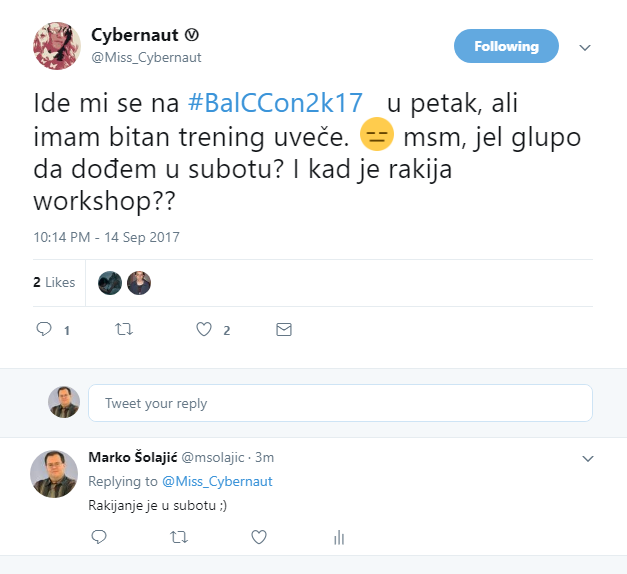 Cybernaut Ⓥ
@Miss_Cybernaut
Following
Ide mi se na #BalCCon2k17 u petak, ali
imam bitan trening uveče. 😑 msm, jel glupo
da dođem u subotu? I kad je rakija
workshop??
10:14 PM - 14 Sep 2017
2 Likes
1
2
Tweet your reply
Marko Šolajić @msolajic · 3m
Replying to @Miss_Cybernaut
Rakijanje je u subotu ;)